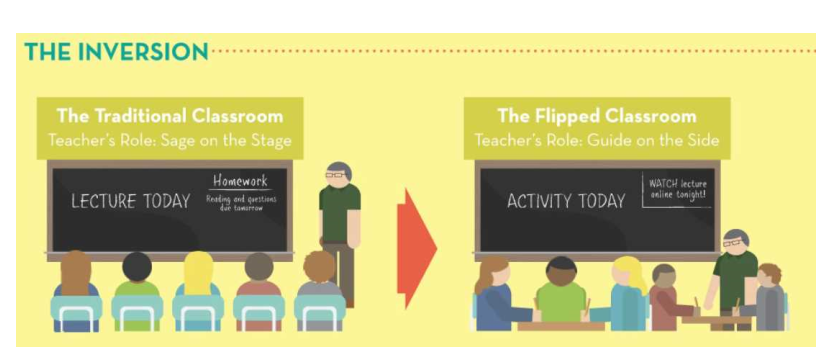 THE INVERSION
The Traditional Classroom
Teacher's Role: Sage on the Stage
LECTURE TODAY
Homework
Reading and questions
due tomorrow
The Flipped Classroom
Teacher's Role: Guide on the Side
ACTIVITY TODAY
WATCH lecture
online tonight!